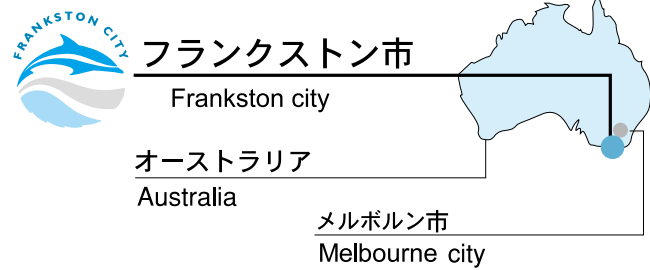 FRANKSTON CITY
フランクストン市
Frankston city
オーストラリア
Australia
メルボルン市
Melbourne city